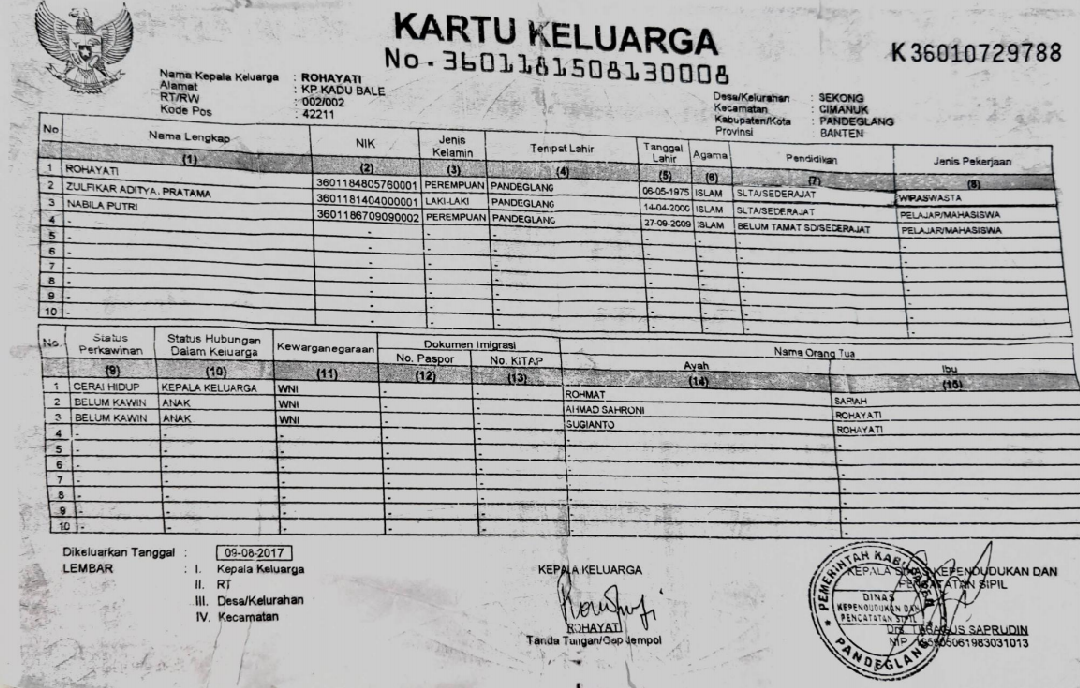 KARTU KELUARGA
No. 3601181508130008
K36010729788
Nama Kepala Keluarga : ROHAYATI
Alamat : KP KADU BALE
RT/RW : 002/002
Kode Pos : 42211
Desa/Kelurahan : SEKONG
Kecamatan : CIMANUK
Kabupaten/Kota : PANDEGLANG
Provinsi : BANTEN
No Nama Lengkap NIK Jenis Kelamin Tempat Lahir Tanggal Lahir Agama Pendidikan Jenis Pekerjaan
(1) (2) (3) (4) (5) (6) (7) (8)
1 ROHAYATI 3601184805760001 PEREMPUAN PANDEGLANG 06-05-1975 ISLAM SLTA/SEDERAJAT WIRASWASTA
2 ZULFIKAR ADITYA. PRATAMA 3601181404000001 LAKI-LAKI PANDEGLANG 14-04-2000 ISLAM SLTA/SEDERAJAT PELAJAR/MAHASISWA
3 NABILA PUTRI 3601186709090002 PEREMPUAN PANDEGLANG 27-09-2009 ISLAM BELUM TAMAT SD/SEDERAJAT PELAJAR/MAHASISWA
4 - - - - - - - -
5 - - - - - - - -
6 - - - - - - - -
7 - - - - - - - -
8 - - - - - - - -
9 - - - - - - - -
10 - - - - - - - -
No. Status Perkawinan Status Hubungan Dalam Keluarga Kewarganegaraan Dokumen Imigrasi Nama Orang Tua
No. Paspor No. KITAP Ayah Ibu
(9) (10) (11) (12) (13) (14) (15)
1 CERAI HIDUP KEPALA KELUARGA WNI - - ROHMAT SAPIAH
2 BELUM KAWIN ANAK WNI - - AHMAD SAHRONI ROHAYATI
3 BELUM KAWIN ANAK WNI - - SUGIANTO ROHAYATI
4 - - - - - - -
5 - - - - - - -
6 - - - - - - -
7 - - - - - - -
8 - - - - - - -
9 - - - - - - -
10 - - - - - - -
Dikeluarkan Tanggal : 09-08-2017
LEMBAR : I. Kepala Keluarga
II. RT
III. Desa/Kelurahan
IV. Kecamatan
KEPALA KELUARGA
ROHAYATI
Tanda Tangan/Cap Jempol
KEPALA DINAS KEPENDUDUKAN DAN
PENCATATAN SIPIL
PEMERINTAH KABUPATEN
DINAS
KEPENDUDUKAN DAN
PENCATATAN SIPIL
PANDEGLANG
Drs. TUBAGUS SAPRUDIN
NIP.